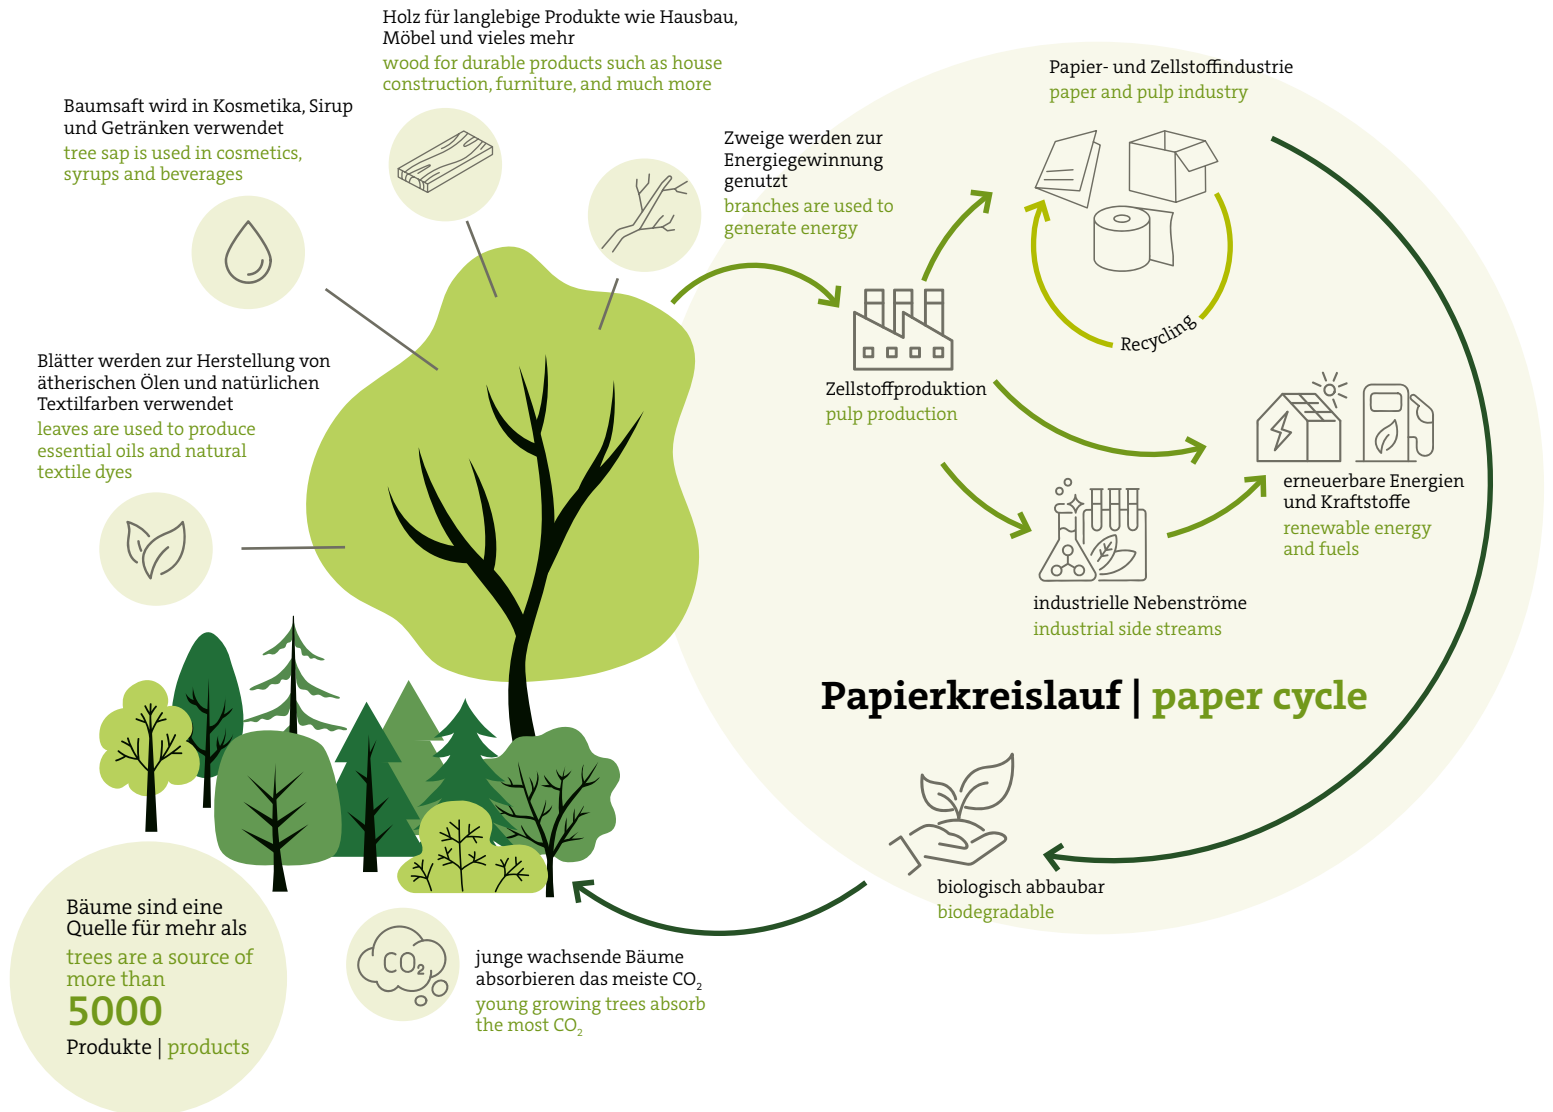 Holz für langlebige Produkte wie Hausbau,
Möbel und vieles mehr
wood for durable products such as house
construction, furniture, and much more
Baumsaft wird in Kosmetika, Sirup
und Getränken verwendet
tree sap is used in cosmetics,
syrups and beverages
Zweige werden zur
Energiegewinnung
genutzt
branches are used to
generate energy
Papier- und Zellstoffindustrie
paper and pulp industry
Recycling
Blätter werden zur Herstellung von
ätherischen Ölen und natürlichen
Textilfarben verwendet
leaves are used to produce
essential oils and natural
textile dyes
Zellstoffproduktion
pulp production
erneuerbare Energien
und Kraftstoffe
renewable energy
and fuels
industrielle Nebenströme
industrial side streams
Papierkreislauf | paper cycle
biologisch abbaubar
biodegradable
Bäume sind eine
Quelle für mehr als
trees are a source of
more than
5000
Produkte | products
CO₂
junge wachsende Bäume
absorbieren das meiste CO₂
young growing trees absorb
the most CO₂